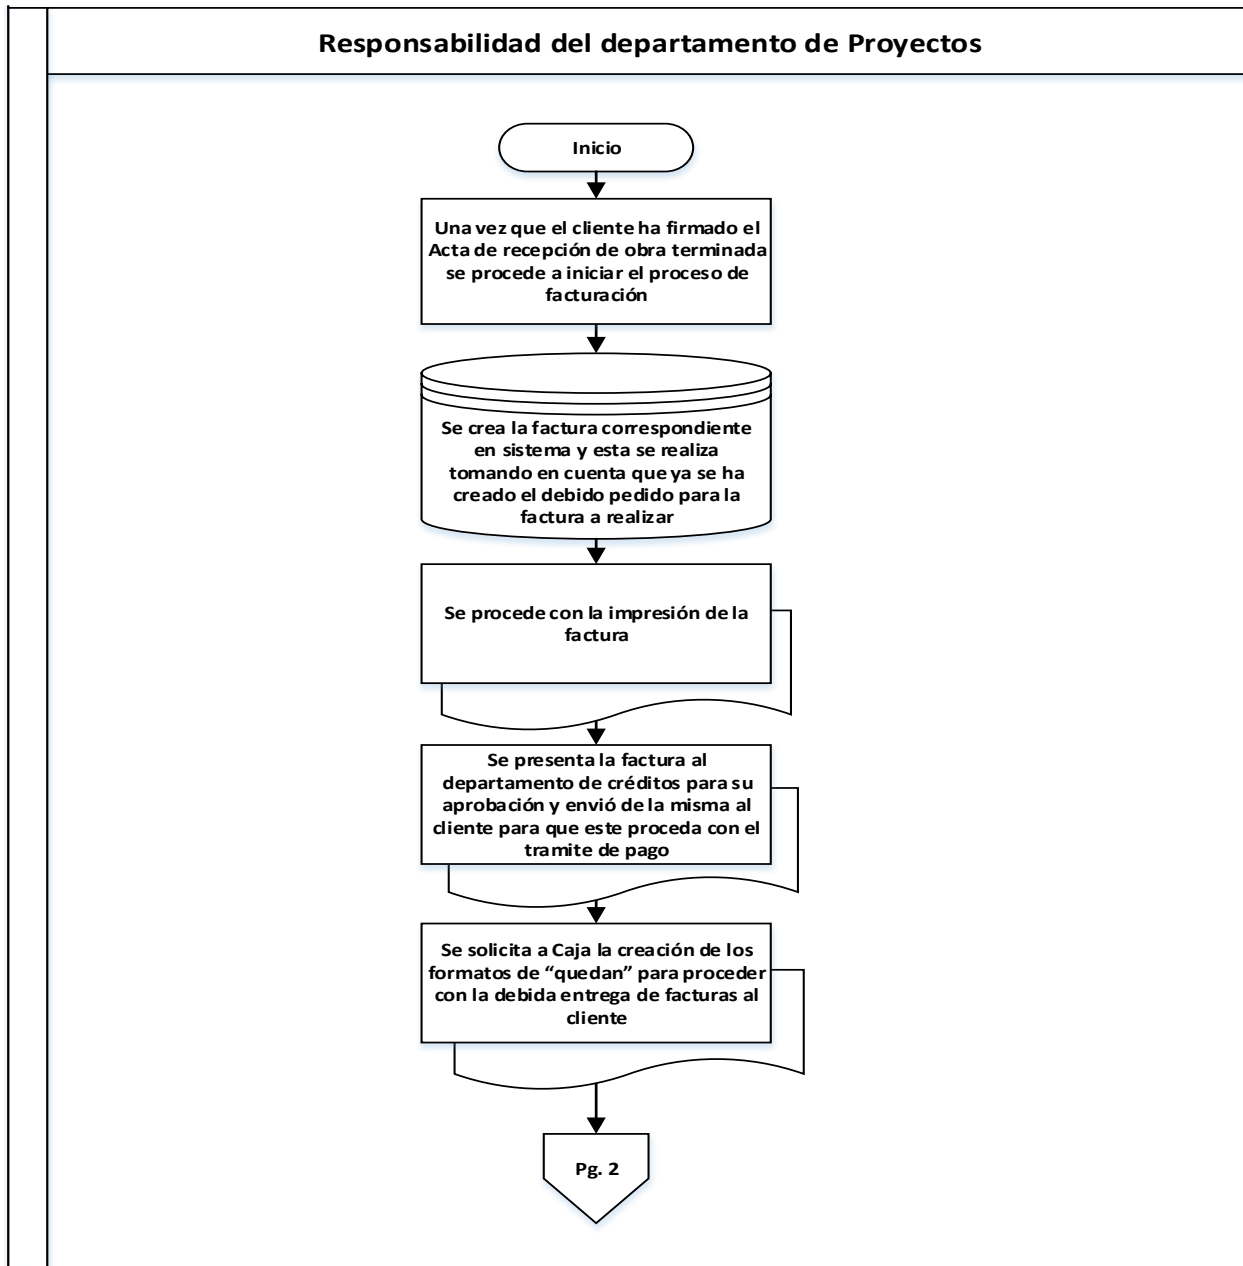 Responsabilidad del departamento de Proyectos
Inicio
Una vez que el cliente ha firmado el
Acta de recepción de obra terminada
se procede a iniciar el proceso de
facturación
Se crea la factura correspondiente
en sistema y esta se realiza
tomando en cuenta que ya se ha
creado el debido pedido para la
factura a realizar
Se procede con la impresión de la
factura
Se presenta la factura al
departamento de créditos para su
aprobación y envió de la misma al
cliente para que este proceda con el
tramite de pago
Se solicita a Caja la creación de los
formatos de “quedan” para proceder
con la debida entrega de facturas al
cliente
Pg. 2